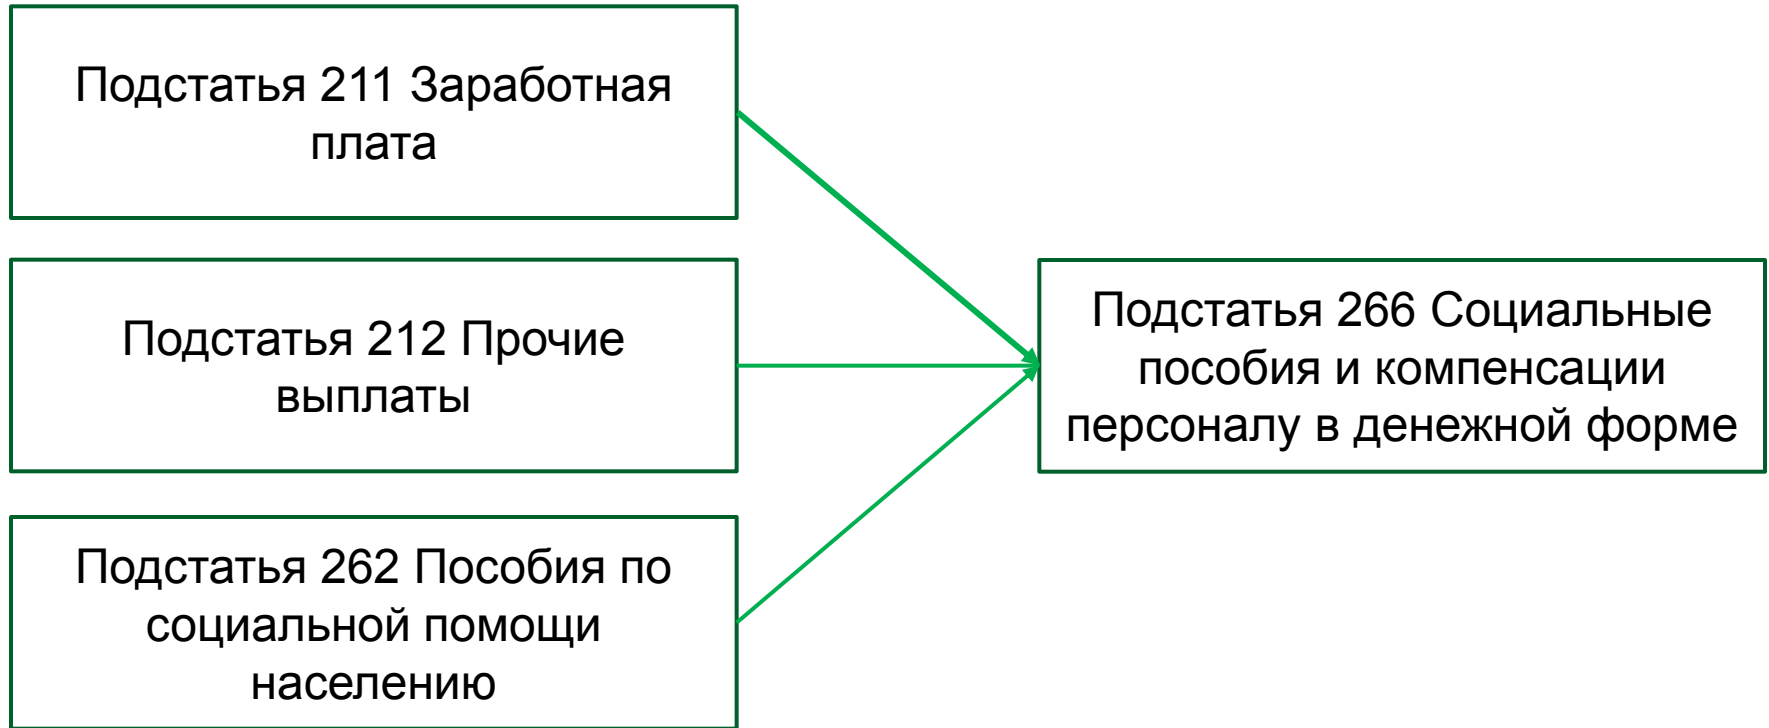 Подстатья 211 Заработная
плата
Подстатья 212 Прочие
выплаты
Подстатья 262 Пособия по
социальной помощи
населению
Подстатья 266 Социальные
пособия и компенсации
персоналу в денежной форме